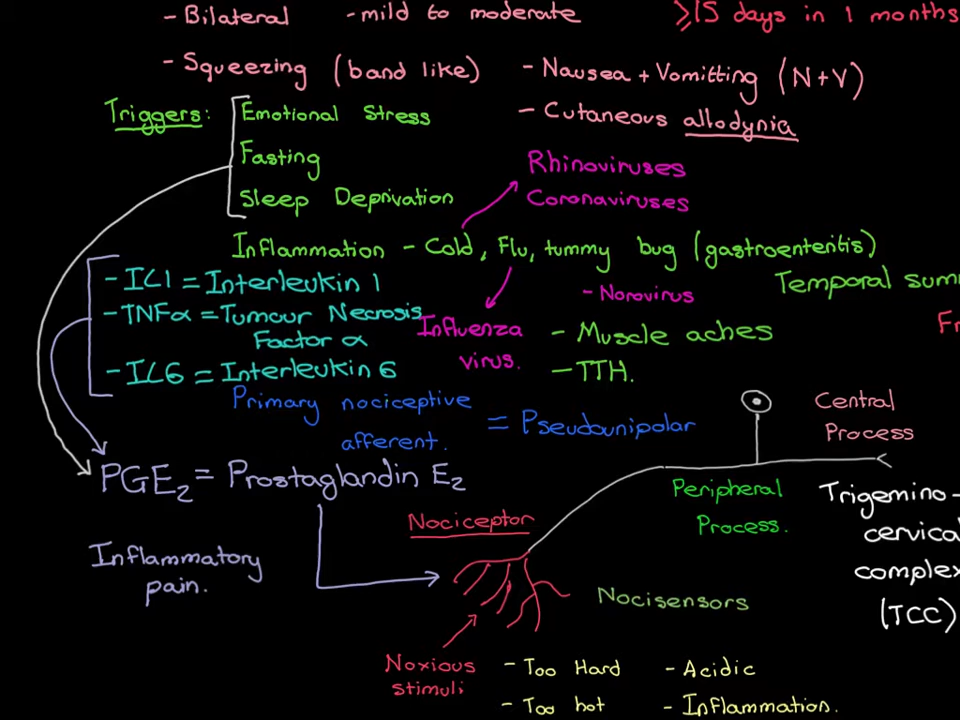 - Bilateral - mild to moderate ≥15 days in 1 months
- Squeezing (band like) - Nausea + Vomitting (N+V)
Triggers: Emotional Stress - Cutaneous allodynia
Fasting Rhinoviruses
Sleep Deprivation Coronaviruses
Inflammation - Cold, Flu, tummy bug (gastroenteritis)
- IL1 = Interleukin 1 - Norovirus Temporal summ
- TNFα = Tumour Necrosis
Factor α
Influenza
virus.
- Muscle aches Fr
- IL6 = Interleukin 6 - TTH.
Primary nociceptive
afferent.
= Pseudounipolar
Central
Process
PGE2 = Prostaglandin E2
Peripheral
Process.
Trigemino-
cervical
complex
(TCC)
Nociceptor
Inflammatory
pain.
Nocisensors
Noxious
stimuli
- Too Hard - Acidic
- Too hot - Inflammation.